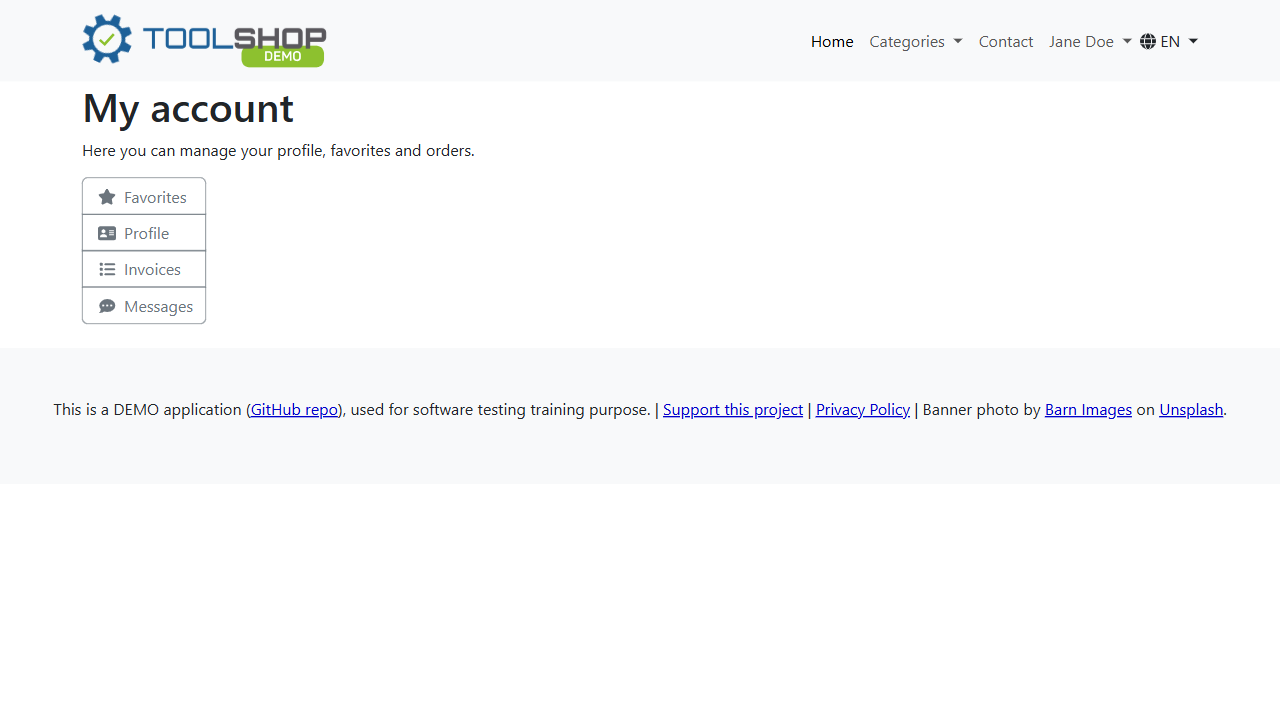 TOOLSHOP
DEMO
Home Categories Contact Jane Doe EN
My account
Here you can manage your profile, favorites and orders.
Favorites
Profile
Invoices
Messages
This is a DEMO application (GitHub repo), used for software testing training purpose. | Support this project | Privacy Policy | Banner photo by Barn Images on Unsplash.